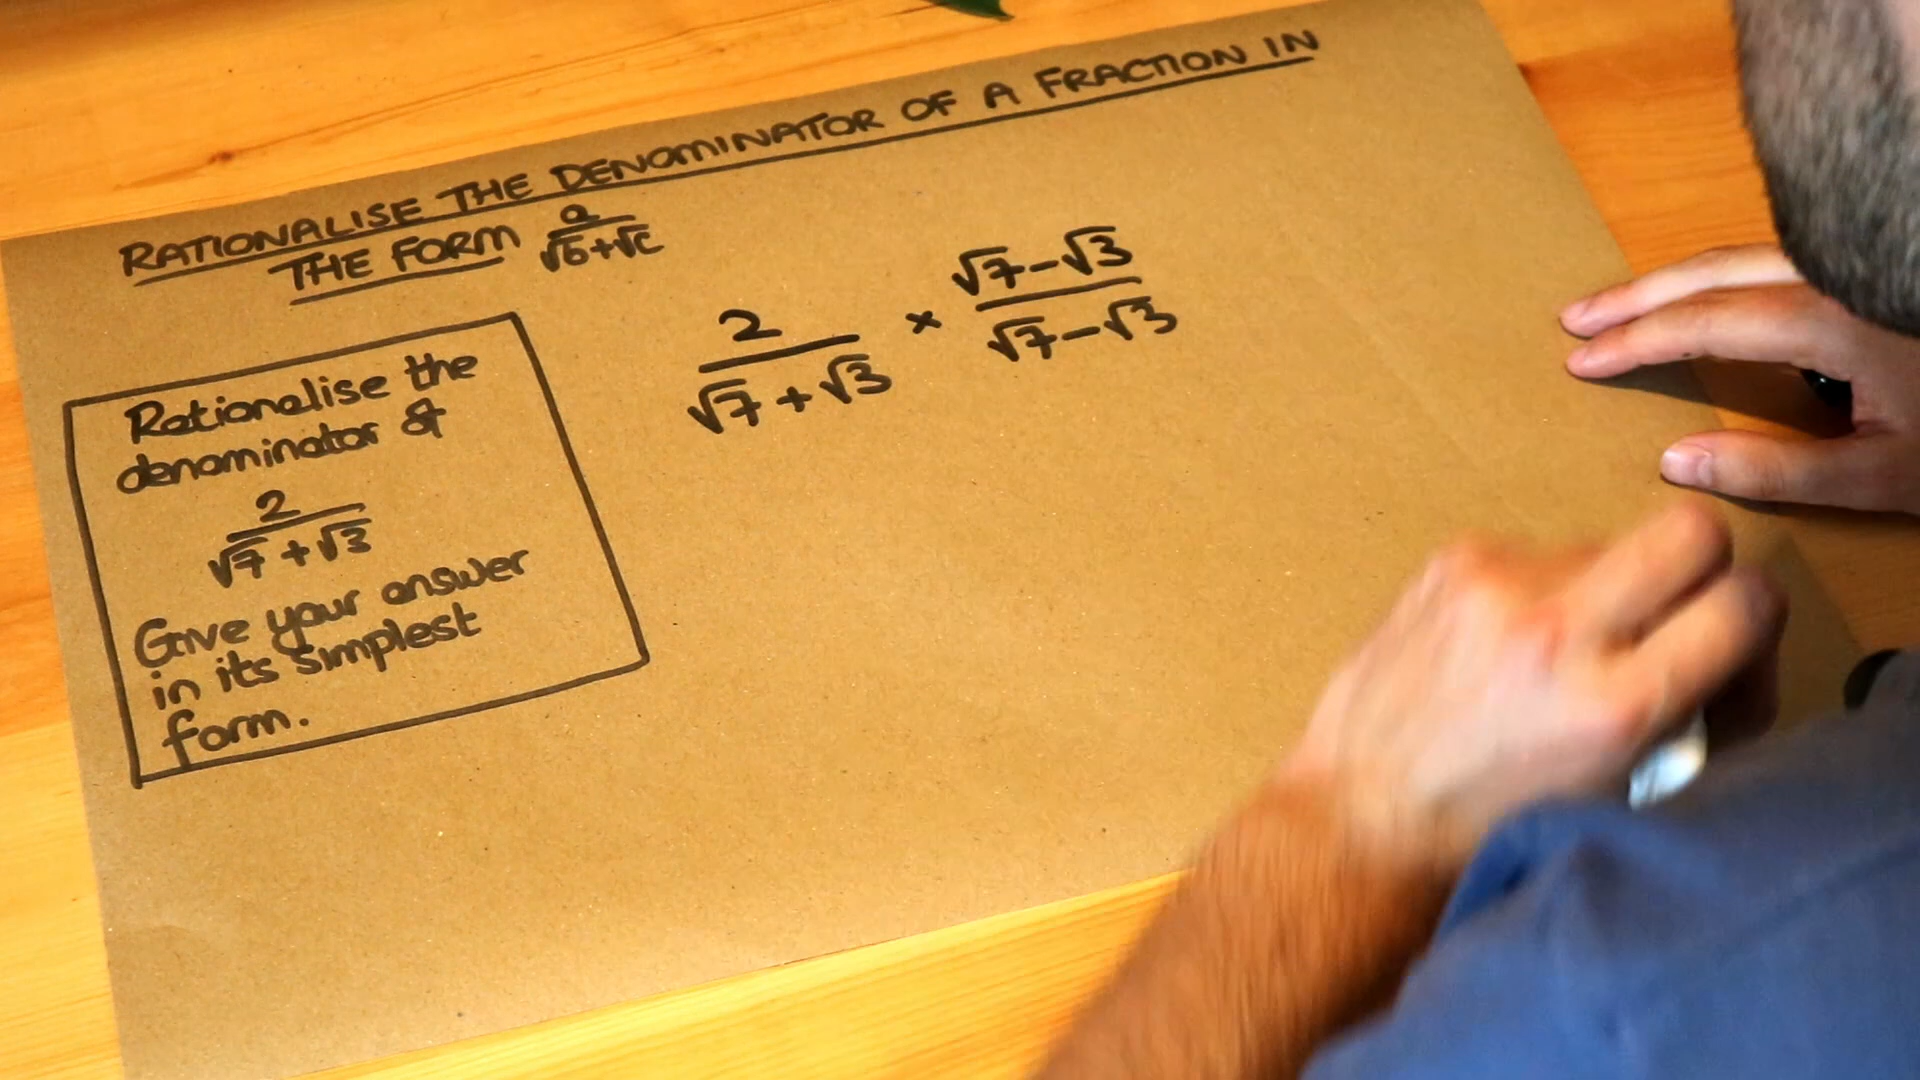 RATIONALISE THE DENOMINATOR OF A FRACTION IN
THE FORM a/(√b+√c)
Rationalise the
denominator of
2/(√7+√3)
Give your answer
in its simplest
form.
2/(√7+√3) × (√7-√3)/(√7-√3)